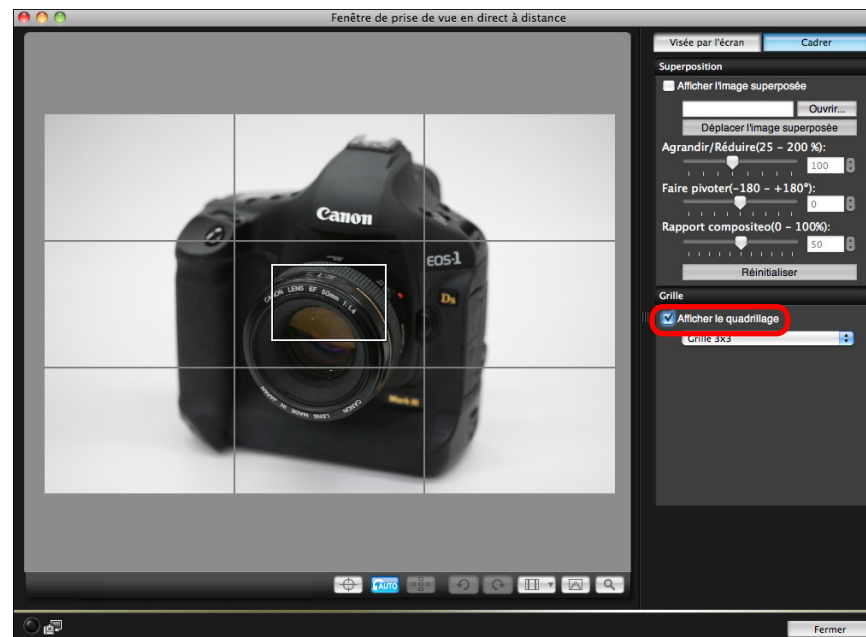 Fenêtre de prise de vue en direct à distance
Visée par l'écran
Cadrer
Superposition
Afficher l'image superposée
Ouvrir...
Déplacer l'image superposée
Agrandir/Réduire(25 – 200 %):
100
Faire pivoter(–180 – +180°):
0
Rapport compositeo(0 – 100%):
50
Réinitialiser
Grille
Afficher le quadrillage
Grille 3x3
Canon
EOS-1
Ds
Mark III
CANON LENS EF 50mm 1:1.4
CANON LENS MADE IN JAPAN
AUTO
Fermer